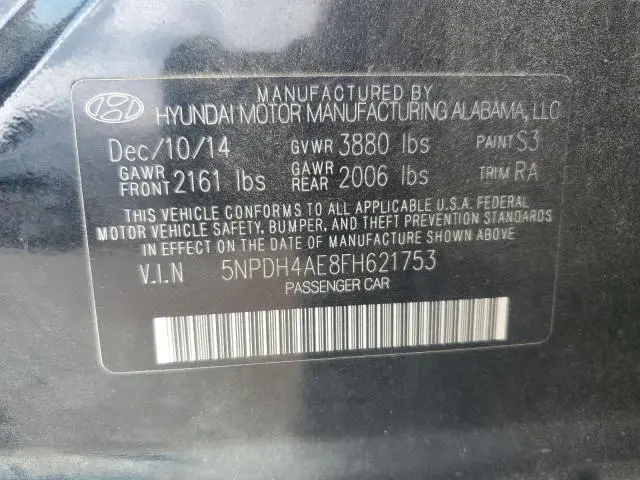 MANUFACTURED BY
HYUNDAI MOTOR MANUFACTURING ALABAMA, LLC
Dec/10/14 GVWR 3880 lbs PAINT S3
GAWR FRONT 2161 lbs GAWR REAR 2006 lbs TRIM RA
THIS VEHICLE CONFORMS TO ALL APPLICABLE U.S.A. FEDERAL
MOTOR VEHICLE SAFETY, BUMPER, AND THEFT PREVENTION STANDARDS
IN EFFECT ON THE DATE OF MANUFACTURE SHOWN ABOVE.
V.I.N 5NPDH4AE8FH621753
PASSENGER CAR